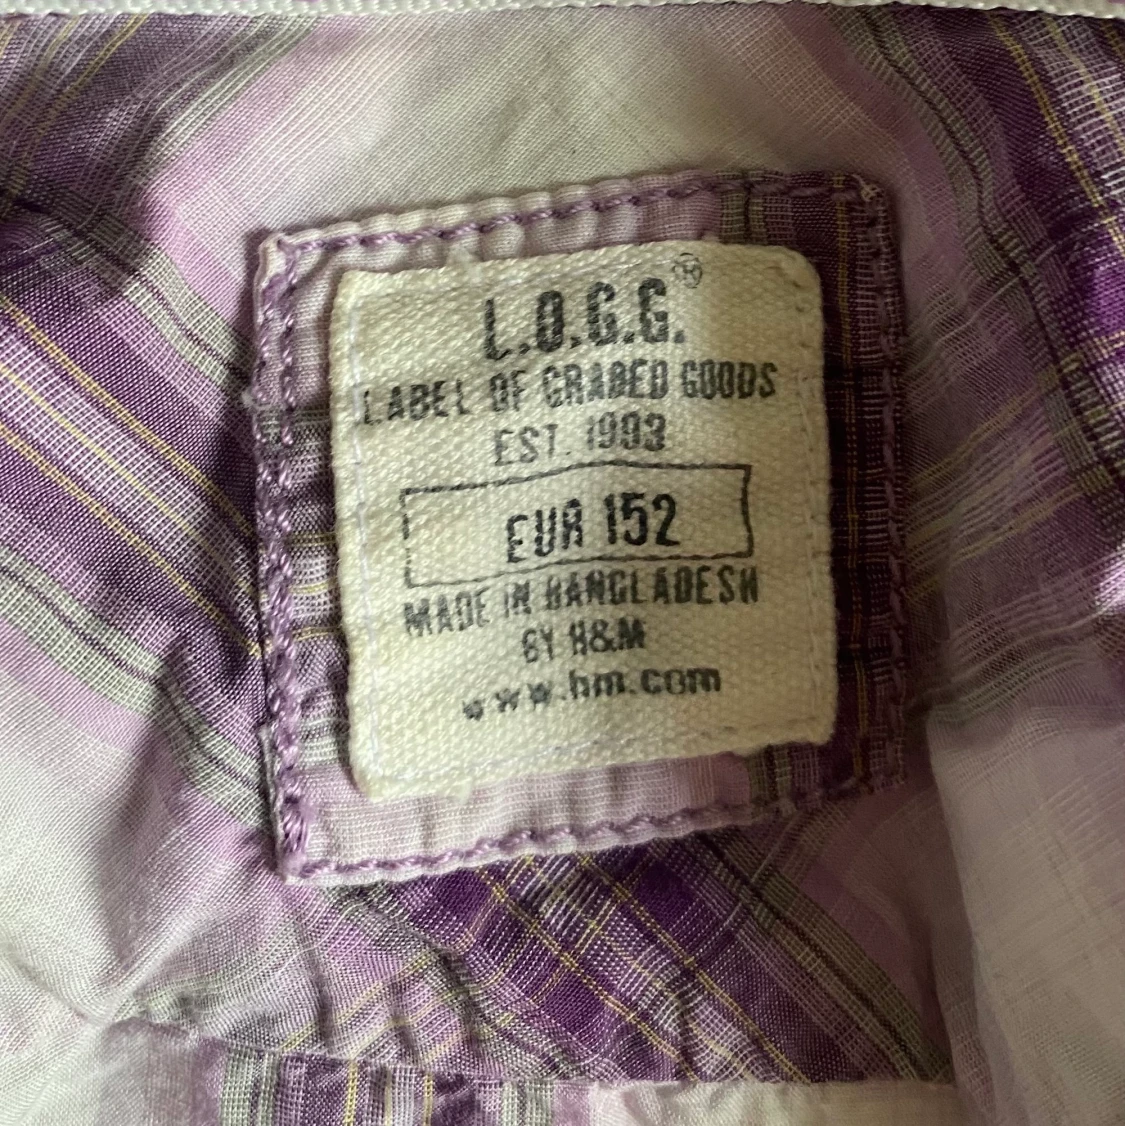 L.O.G.G.®
LABEL OF GRADED GOODS
EST. 1993
EUR 152
MADE IN BANGLADESH
BY H&M
www.hm.com